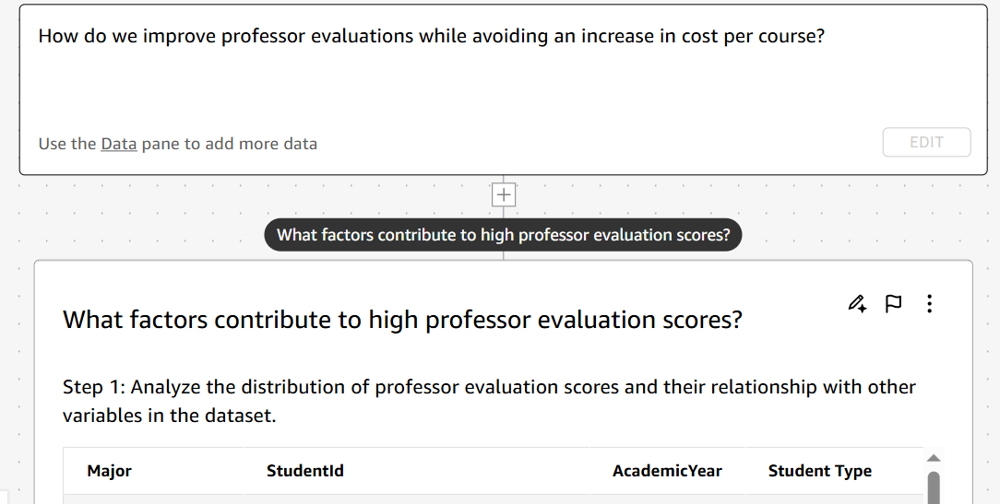 How do we improve professor evaluations while avoiding an increase in cost per course?
Use the Data pane to add more data
EDIT
What factors contribute to high professor evaluation scores?
What factors contribute to high professor evaluation scores?
Step 1: Analyze the distribution of professor evaluation scores and their relationship with other
variables in the dataset.
Major StudentId AcademicYear Student Type